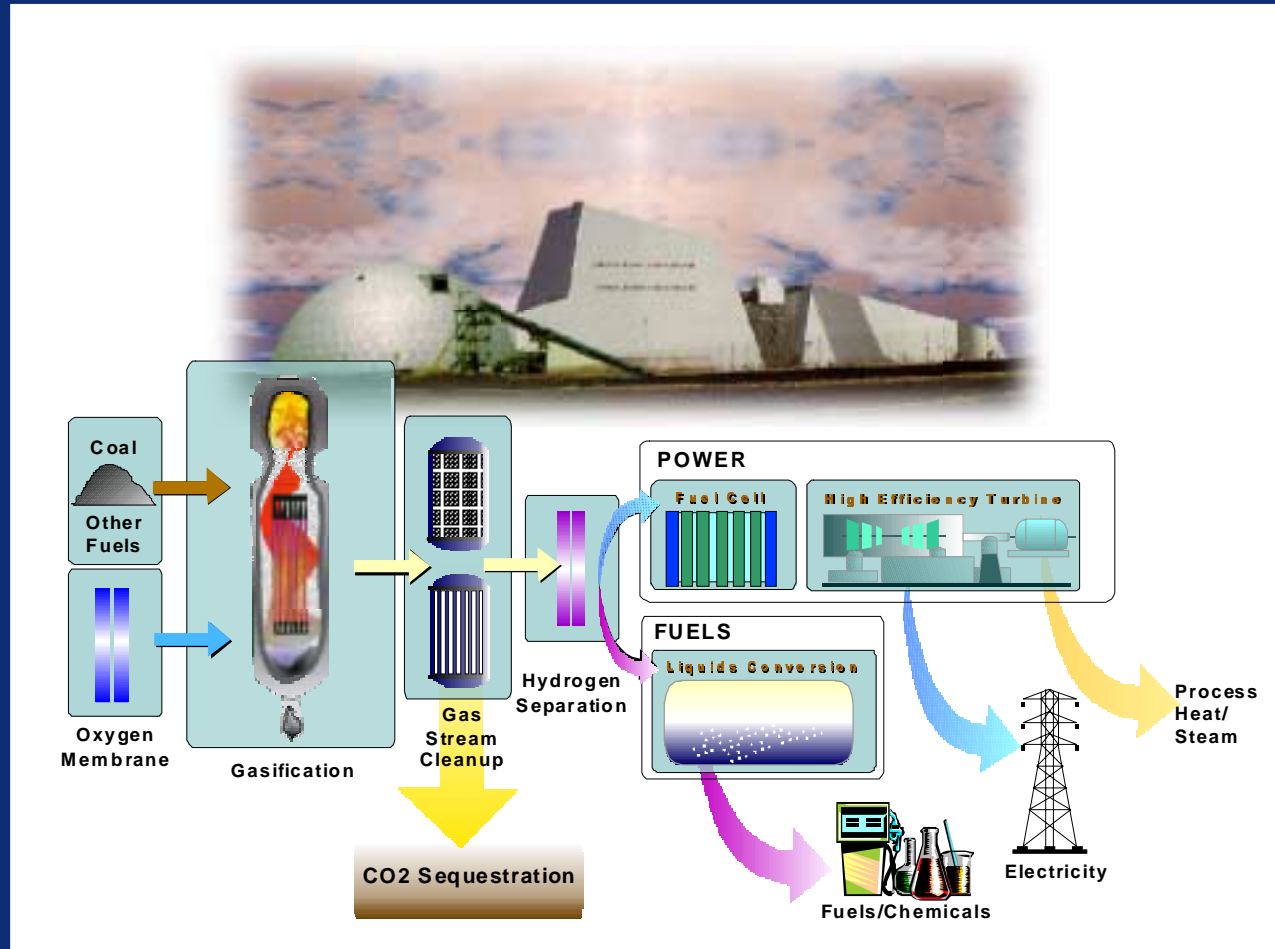 Coal
Other
Fuels
Oxygen
Membrane
Gasification
Gas
Stream
Cleanup
Hydrogen
Separation
CO2 Sequestration
POWER
Fuel Cell
High Efficiency Turbine
FUELS
Liquids Conversion
Process
Heat/
Steam
Electricity
Fuels/Chemicals